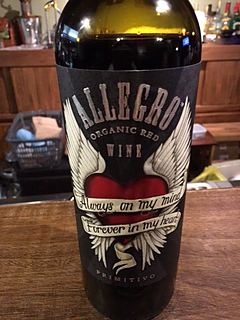 ALLEGRO
ORGANIC RED
WINE
Always on my mind
Forever in my heart
PRIMITIVO